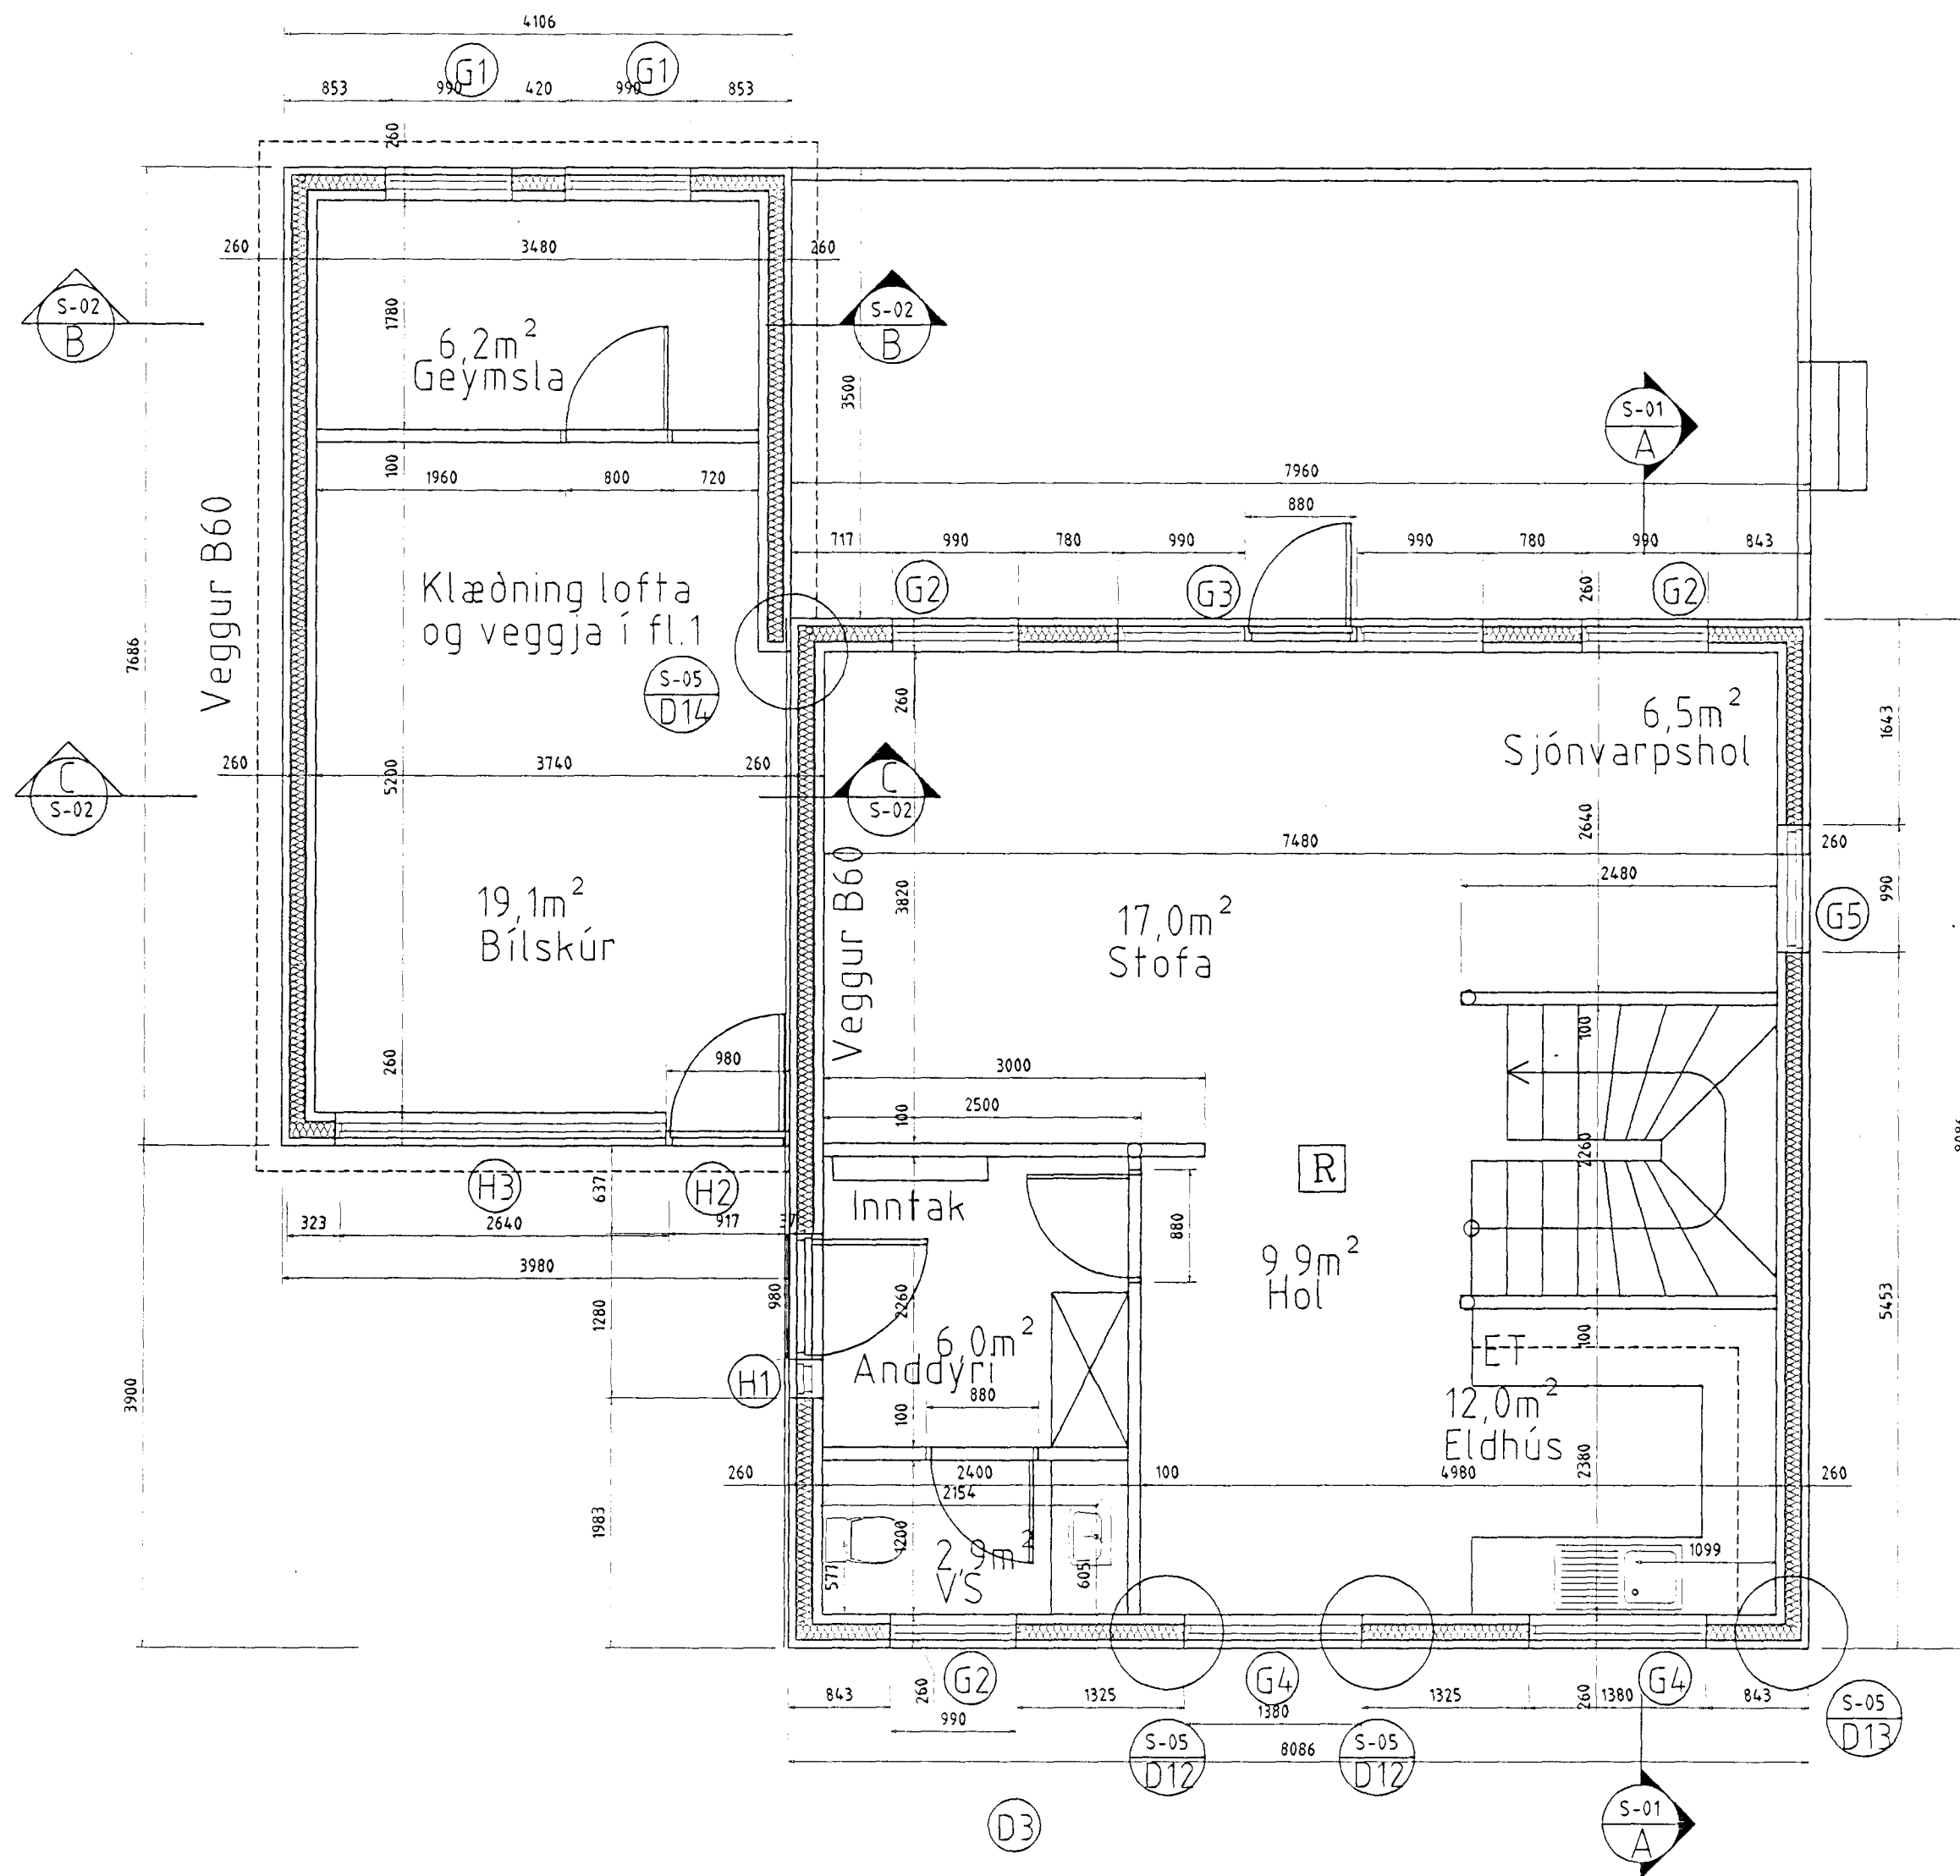 4106
G1 G1
853 990 420 990 853
260
260 3480 260
S-02
B
S-02
B
1780
6,2m²
Geymsla
3500
S-01
A
100
1960 800 720
7960
880
717 990 780 990 990 780 990 843
G2 G3 G2
260
Veggur B60
7686
Klæðning lofta
og veggja í fl.1
S-05
D14
260
6,5m²
Sjónvarpshol
1643
260 3740 260
5200
C
S-02
C
S-02
2640
7480 260
2480
3820
Veggur B60
990
G5
19,1m²
Bílskúr
17,0m²
Stofa
100
260
980
3000
2500
100
2260
8086
H3 H2
637
Inntak
R
323 2640 917 37
880
3980
980
1280
2260
9,9m²
Hol
5453
6,0m²
Anddyri
H1
100
ET
3900
880
100
12,0m²
Eldhús
2380
260 2400 100 4980 260
2154
1983
1200
577
2,9m²
VS
605
1099
G2 G4 G4
843 260 1325 1325 260 1380 843
990 1380
S-05
D13
S-05
D12
S-05
D12
8086
D3
S-01
A